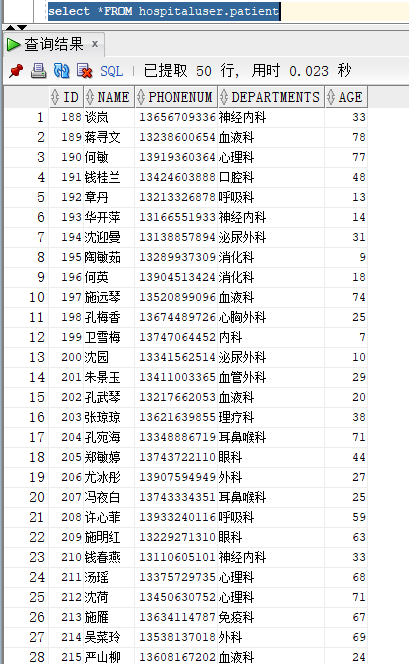 select *FROM hospitaluser.patient
查询结果 x
SQL | 已提取 50 行, 用时 0.023 秒
ID NAME PHONENUM DEPARTMENTS AGE
1 188 谈岚 13656709336 神经内科 33
2 189 蒋寻文 13238600654 血液科 78
3 190 何敏 13919360364 心理科 77
4 191 钱桂兰 13424603888 口腔科 48
5 192 章丹 13213326878 呼吸科 13
6 193 华开萍 13166551933 神经内科 14
7 194 沈迎曼 13138857894 泌尿外科 31
8 195 陶敏茹 13289937309 消化科 9
9 196 何英 13904513424 消化科 18
10 197 施远琴 13520899096 血液科 74
11 198 孔梅香 13674489726 心胸外科 25
12 199 卫雪梅 13747064452 内科 7
13 200 沈园 13341562514 泌尿外科 10
14 201 朱景玉 13411003365 血管外科 29
15 202 孔武琴 13217662053 血液科 20
16 203 张琼琼 13621639855 理疗科 38
17 204 孔宛海 13348886719 耳鼻喉科 71
18 205 郑敏婷 13743722110 眼科 44
19 206 尤冰彤 13907594949 外科 27
20 207 冯夜白 13743334351 耳鼻喉科 25
21 208 许心菲 13933240116 呼吸科 59
22 209 施明红 13229271310 眼科 63
23 210 钱春燕 13110605101 神经内科 33
24 211 汤瑶 13375729735 心理科 68
25 212 沈荷 13450630752 心理科 71
26 213 施雁 13634114787 免疫科 67
27 214 吴菜玲 13538137018 外科 69
28 215 严山柳 13608167202 血液科 24